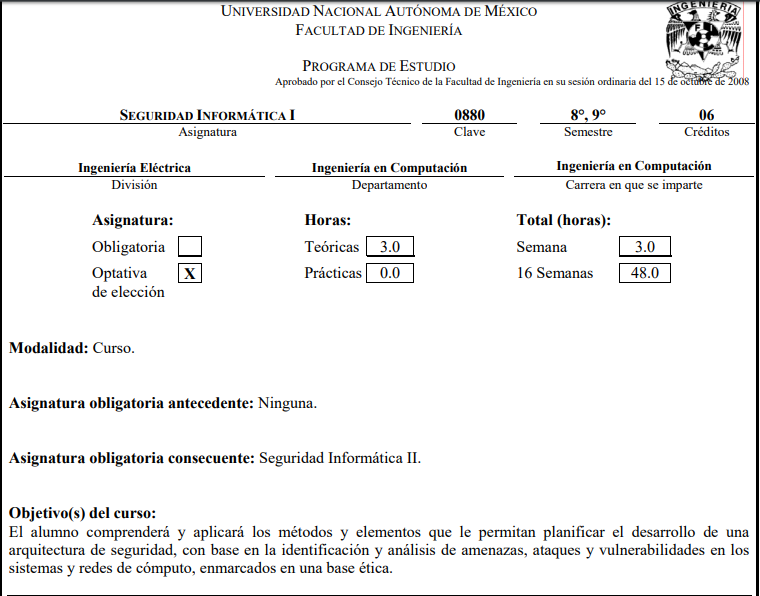 UNIVERSIDAD NACIONAL AUTÓNOMA DE MÉXICO
FACULTAD DE INGENIERÍA
INGENIERIA
PROGRAMA DE ESTUDIO
Aprobado por el Consejo Técnico de la Facultad de Ingeniería en su sesión ordinaria del 15 de octubre de 2008
SEGURIDAD INFORMÁTICA I 0880 8°, 9° 06
Asignatura Clave Semestre Créditos
Ingeniería Eléctrica Ingeniería en Computación Ingeniería en Computación
División Departamento Carrera en que se imparte
Asignatura: Horas: Total (horas):
Obligatoria Teóricas 3.0 Semana 3.0
Optativa X Prácticas 0.0 16 Semanas 48.0
de elección
Modalidad: Curso.
Asignatura obligatoria antecedente: Ninguna.
Asignatura obligatoria consecuente: Seguridad Informática II.
Objetivo(s) del curso:
El alumno comprenderá y aplicará los métodos y elementos que le permitan planificar el desarrollo de una
arquitectura de seguridad, con base en la identificación y análisis de amenazas, ataques y vulnerabilidades en los
sistemas y redes de cómputo, enmarcados en una base ética.